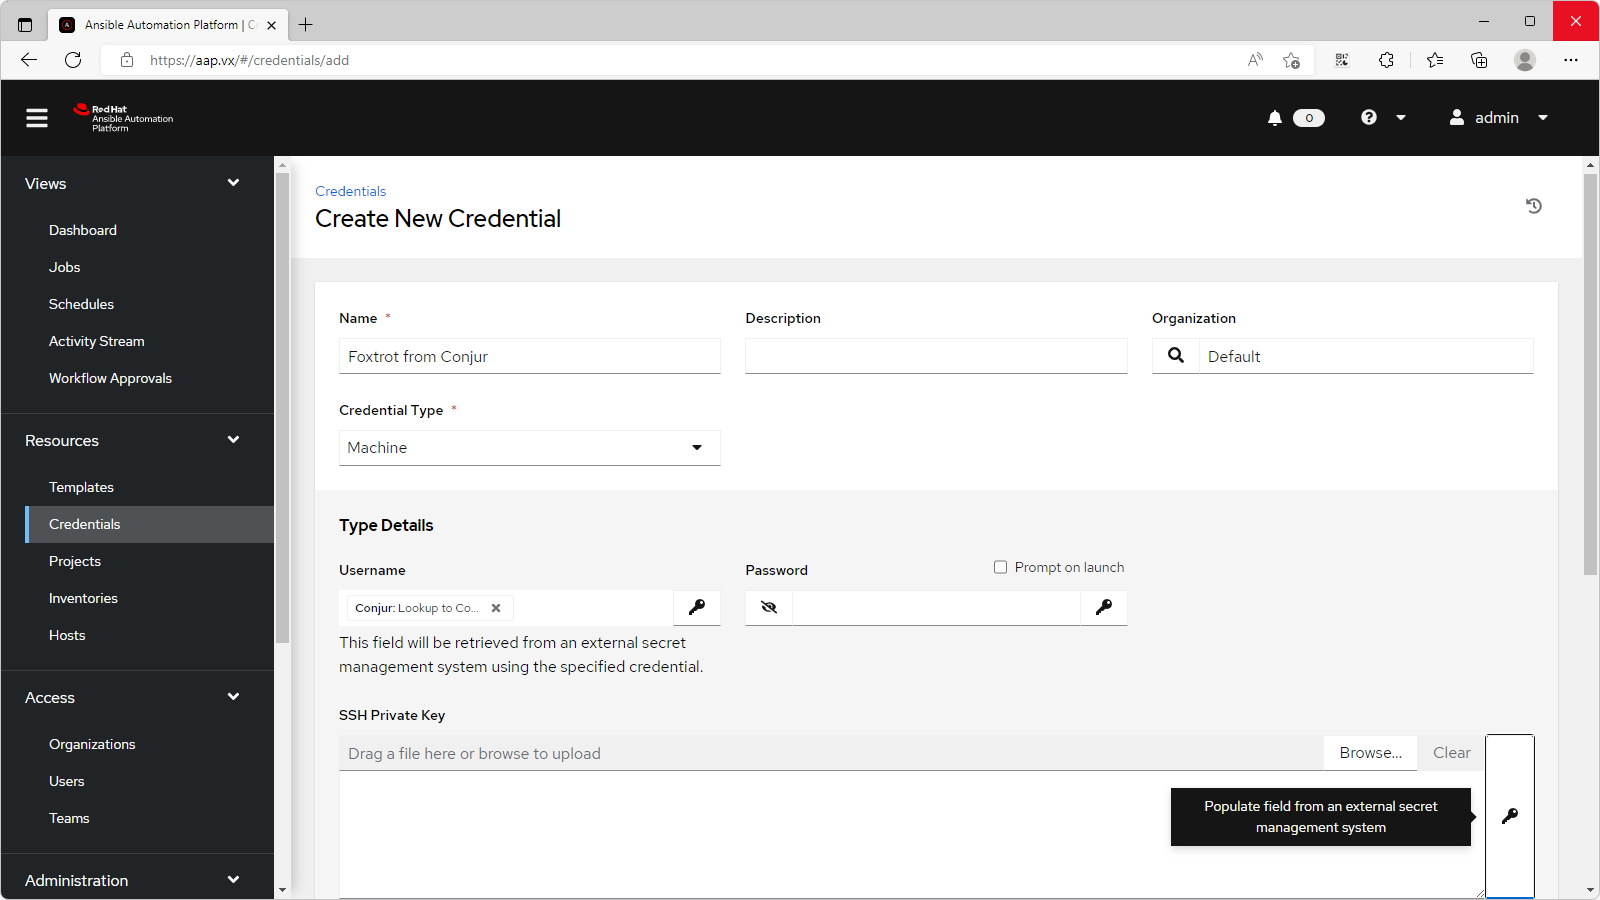 Ansible Automation Platform | C
https://aap.vx/#/credentials/add
Red Hat
Ansible Automation
Platform
0
admin
Views
Dashboard
Jobs
Schedules
Activity Stream
Workflow Approvals
Resources
Templates
Credentials
Projects
Inventories
Hosts
Access
Organizations
Users
Teams
Administration
Credentials
Create New Credential
Name *
Description
Organization
Foxtrot from Conjur
Default
Credential Type *
Machine
Type Details
Username
Password
Prompt on launch
Conjur: Lookup to Co...
This field will be retrieved from an external secret
management system using the specified credential.
SSH Private Key
Drag a file here or browse to upload
Browse...
Clear
Populate field from an external secret
management system